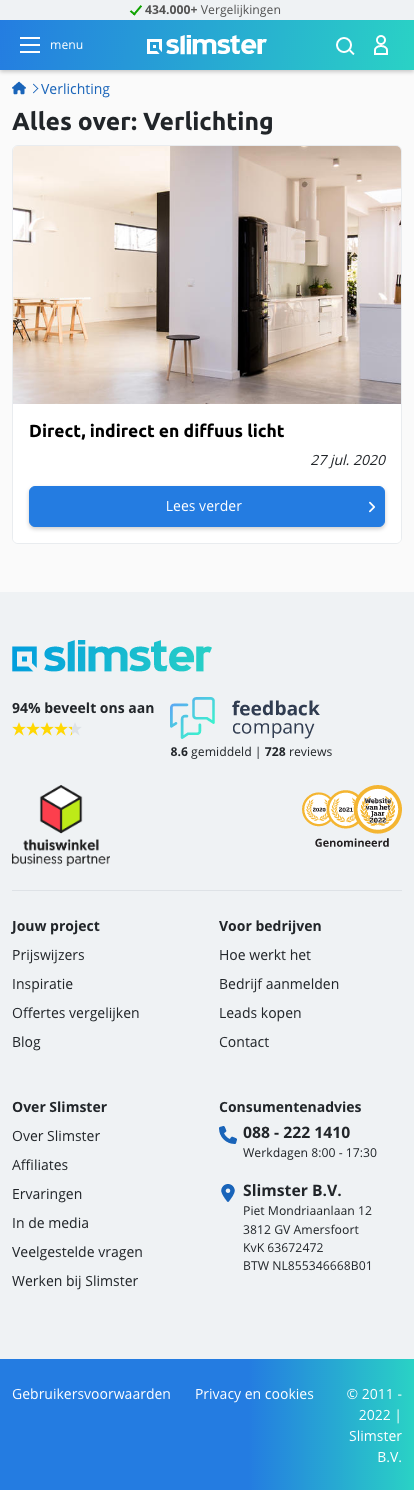 434.000+ Vergelijkingen
menu
slimster
Verlichting
Alles over: Verlichting
Direct, indirect en diffuus licht
27 jul. 2020
Lees verder
slimster
94% beveelt ons aan
feedback
company
8.6 gemiddeld | 728 reviews
thuiswinkel
business partner
2020
2021
Website
van het
Jaar
2022
Genomineerd
Jouw project
Prijswijzers
Inspiratie
Offertes vergelijken
Blog
Voor bedrijven
Hoe werkt het
Bedrijf aanmelden
Leads kopen
Contact
Over Slimster
Over Slimster
Affiliates
Ervaringen
In de media
Veelgestelde vragen
Werken bij Slimster
Consumentenadvies
088 - 222 1410
Werkdagen 8:00 - 17:30
Slimster B.V.
Piet Mondriaanlaan 12
3812 GV Amersfoort
KvK 63672472
BTW NL855346668B01
Gebruikersvoorwaarden
Privacy en cookies
© 2011 -
2022 |
Slimster
B.V.